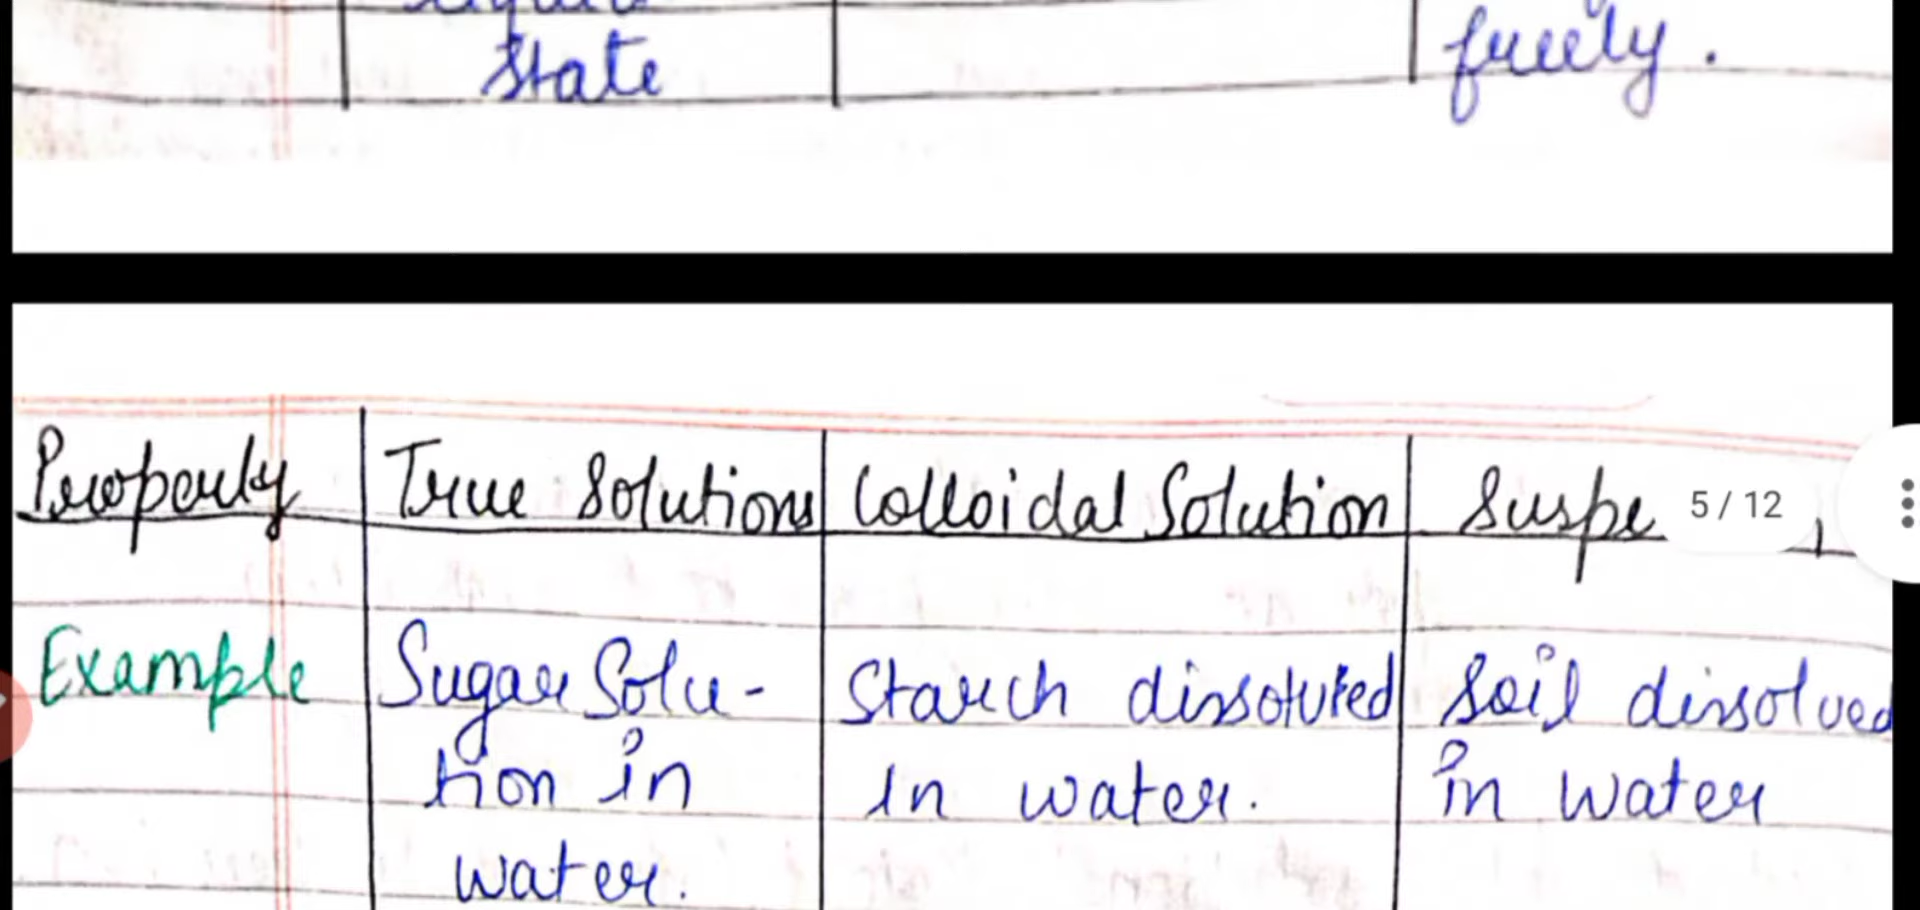 state
freely.
Property True Solutions Colloidal Solution
5 / 12
Example Sugar Solu- Starch dissoluted Soil dissolved
tion in in water. in water
water.